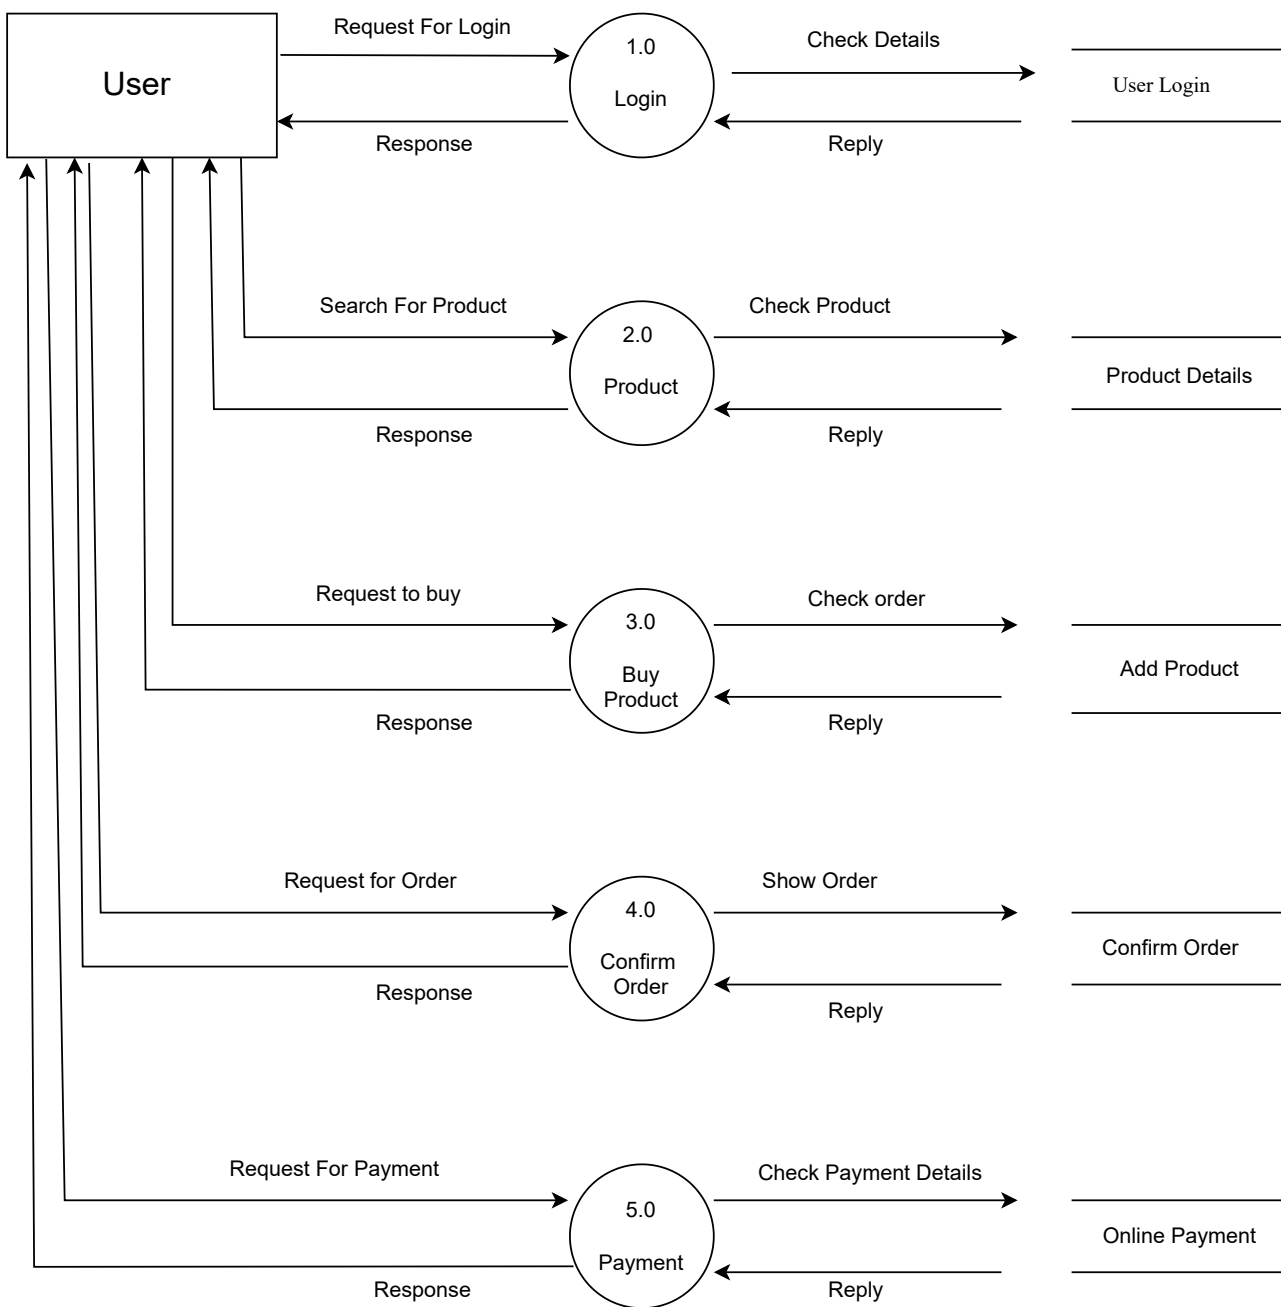 Request For Login
1.0
Check Details
User
Login
User Login
Response
Reply
Search For Product
2.0
Check Product
Product
Product Details
Response
Reply
Request to buy
3.0
Check order
Buy
Product
Add Product
Response
Reply
Request for Order
4.0
Show Order
Confirm
Order
Confirm Order
Response
Reply
Request For Payment
5.0
Check Payment Details
Payment
Online Payment
Response
Reply